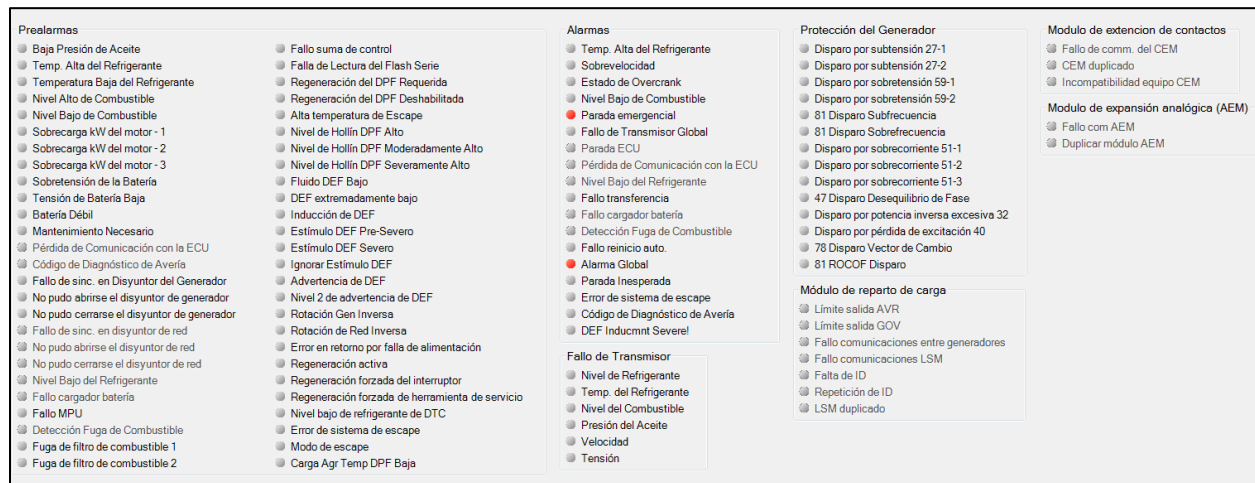 Prealarmas
Baja Presión de Aceite
Temp. Alta del Refrigerante
Temperatura Baja del Refrigerante
Nivel Alto de Combustible
Nivel Bajo de Combustible
Sobrecarga kW del motor - 1
Sobrecarga kW del motor - 2
Sobrecarga kW del motor - 3
Sobretensión de la Batería
Tensión de Batería Baja
Batería Débil
Mantenimiento Necesario
Pérdida de Comunicación con la ECU
Código de Diagnóstico de Avería
Fallo de sinc. en Disyuntor del Generador
No pudo abrirse el disyuntor de generador
No pudo cerrarse el disyuntor de generador
Fallo de sinc. en disyuntor de red
No pudo abrirse el disyuntor de red
No pudo cerrarse el disyuntor de red
Nivel Bajo del Refrigerante
Fallo cargador batería
Fallo MPU
Detección Fuga de Combustible
Fuga de filtro de combustible 1
Fuga de filtro de combustible 2
Fallo suma de control
Falla de Lectura del Flash Serie
Regeneración del DPF Requerida
Regeneración del DPF Deshabilitada
Alta temperatura de Escape
Nivel de Hollín DPF Alto
Nivel de Hollín DPF Moderadamente Alto
Nivel de Hollín DPF Severamente Alto
Fluido DEF Bajo
DEF extremadamente bajo
Inducción de DEF
Estímulo DEF Pre-Severo
Estímulo DEF Severo
Ignorar Estímulo DEF
Advertencia de DEF
Nivel 2 de advertencia de DEF
Rotación Gen Inversa
Rotación de Red Inversa
Error en retorno por falla de alimentación
Regeneración activa
Regeneración forzada del interruptor
Regeneración forzada de herramienta de servicio
Nivel bajo de refrigerante de DTC
Error de sistema de escape
Modo de escape
Carga Agr Temp DPF Baja
Alarmas
Temp. Alta del Refrigerante
Sobrevelocidad
Estado de Overcrank
Nivel Bajo de Combustible
Parada emergencial
Fallo de Transmisor Global
Parada ECU
Pérdida de Comunicación con la ECU
Nivel Bajo del Refrigerante
Fallo transferencia
Fallo cargador batería
Detección Fuga de Combustible
Fallo reinicio auto.
Alarma Global
Parada Inesperada
Error de sistema de escape
Código de Diagnóstico de Avería
DEF Inducmnt Severe!
Fallo de Transmisor
Nivel de Refrigerante
Temp. del Refrigerante
Nivel del Combustible
Presión del Aceite
Velocidad
Tensión
Protección del Generador
Disparo por subtensión 27-1
Disparo por subtensión 27-2
Disparo por sobretensión 59-1
Disparo por sobretensión 59-2
81 Disparo Subfrecuencia
81 Disparo Sobrefrecuencia
Disparo por sobrecorriente 51-1
Disparo por sobrecorriente 51-2
Disparo por sobrecorriente 51-3
47 Disparo Desequilibrio de Fase
Disparo por potencia inversa excesiva 32
Disparo por pérdida de excitación 40
78 Disparo Vector de Cambio
81 ROCOF Disparo
Módulo de reparto de carga
Límite salida AVR
Límite salida GOV
Fallo comunicaciones entre generadores
Fallo comunicaciones LSM
Falta de ID
Repetición de ID
LSM duplicado
Modulo de extencion de contactos
Fallo de comm. del CEM
CEM duplicado
Incompatibilidad equipo CEM
Modulo de expansión analógica (AEM)
Fallo com AEM
Duplicar módulo AEM